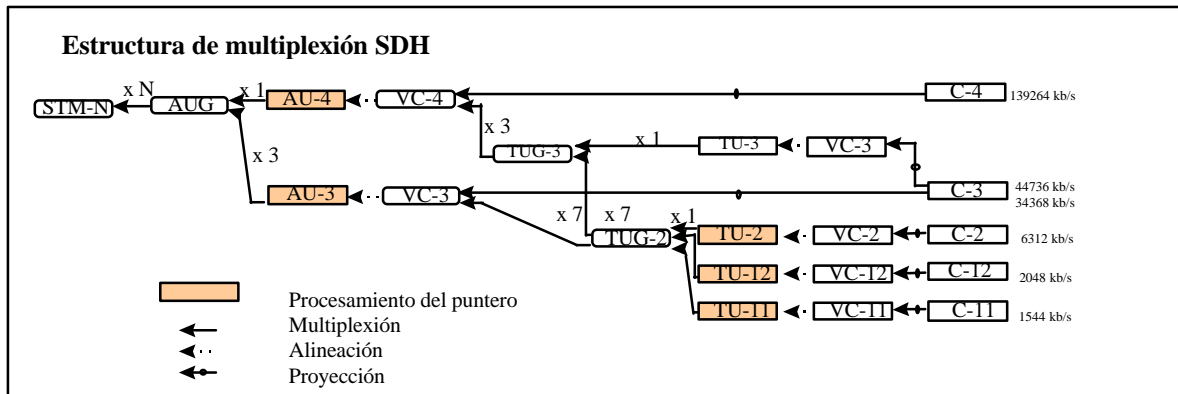 Estructura de multiplexión SDH
x N
x 1
STM-N
AUG
AU-4
VC-4
C-4
139264 kb/s
x 3
x 1
TUG-3
TU-3
VC-3
x 3
AU-3
VC-3
C-3
44736 kb/s
34368 kb/s
x 7
x 7
x 1
TUG-2
TU-2
VC-2
C-2
6312 kb/s
TU-12
VC-12
C-12
2048 kb/s
TU-11
VC-11
C-11
1544 kb/s
Procesamiento del puntero
Multiplexión
Alineación
Proyección